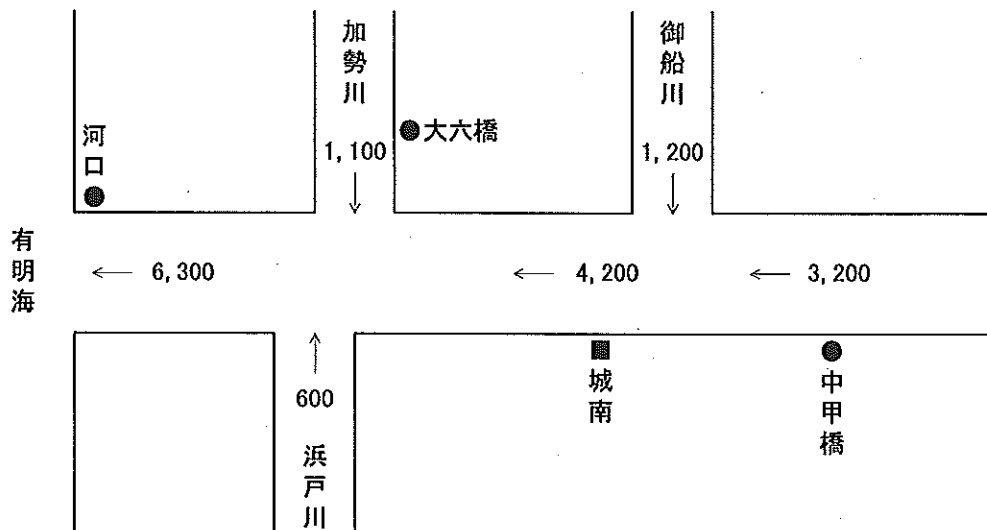 加勢川
御船川
河口
大六橋
1,100
1,200
有明海
6,300
4,200
3,200
600
城南
中甲橋
浜戸川